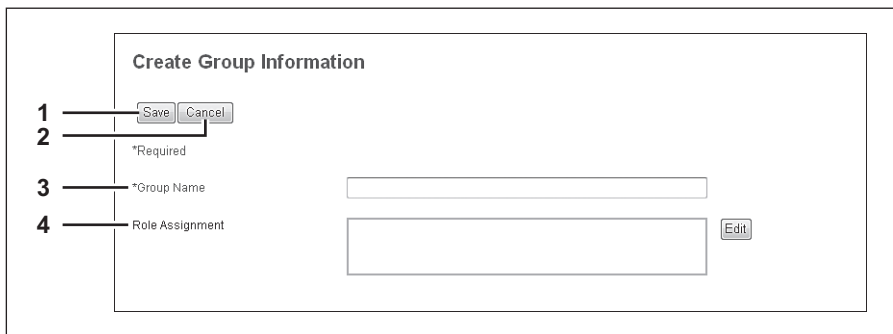 Create Group Information
1 Save Cancel
2
*Required
3 *Group Name
4 Role Assignment Edit